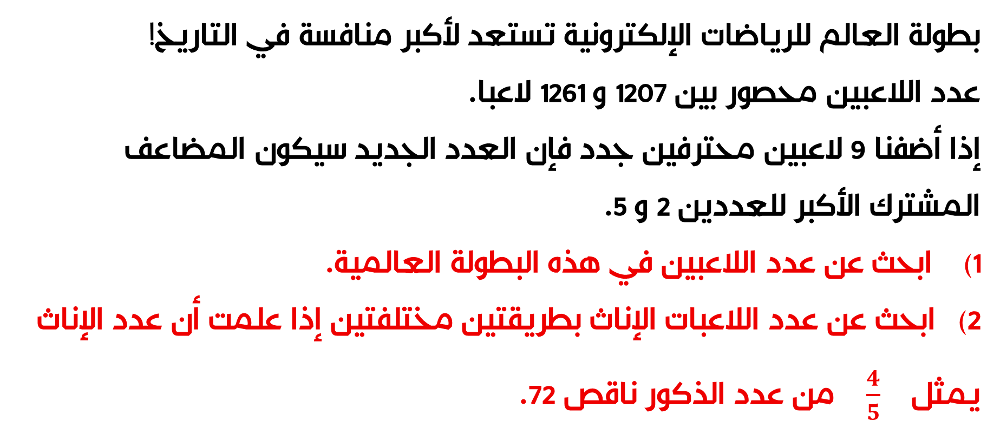 بطولة العالم للرياضات الإلكترونية تستعد لأكبر منافسة في التاريخ!
عدد اللاعبين محصور بين 1207 و 1261 لاعبا.
إذا أضفنا 9 لاعبين محترفين جدد فإن العدد الجديد سيكون المضاعف
المشترك الأكبر للعددين 2 و 5.
1) ابحث عن عدد اللاعبين في هذه البطولة العالمية.
2) ابحث عن عدد اللاعبات الإناث بطريقتين مختلفتين إذا علمت أن عدد الإناث
يمثل 4/5 من عدد الذكور ناقص 72.